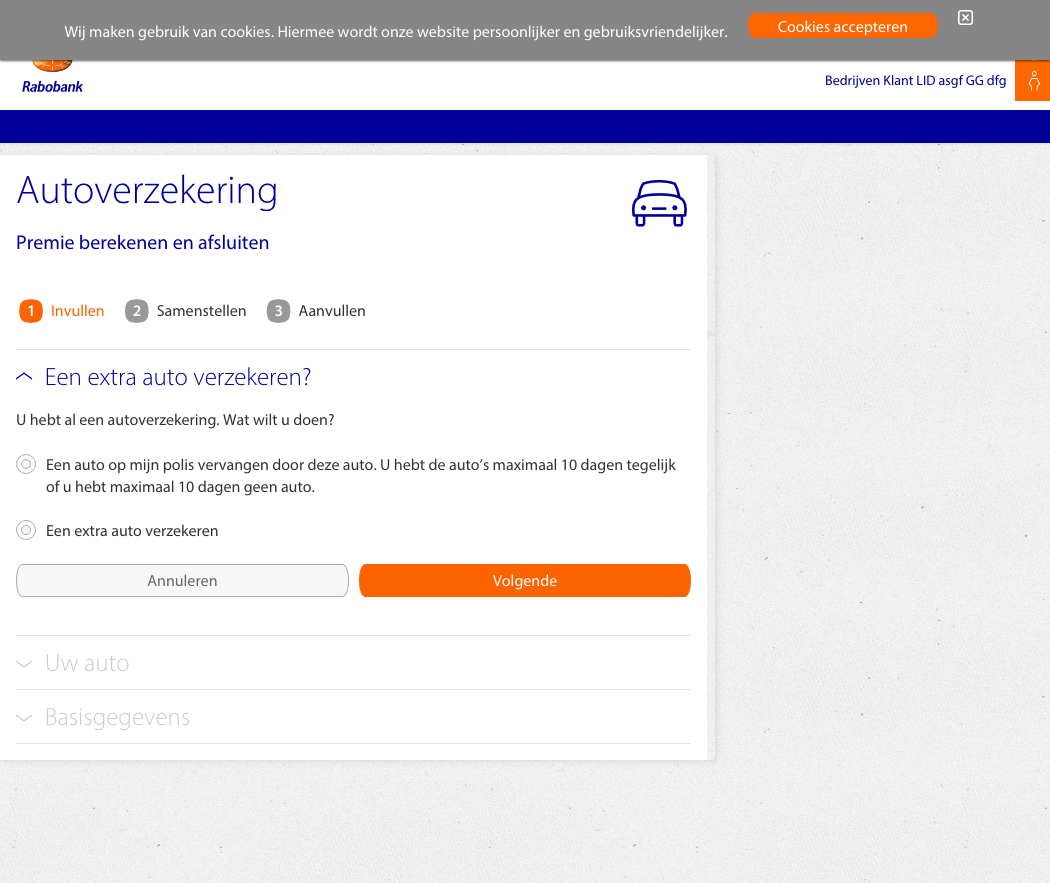 Wij maken gebruik van cookies. Hiermee wordt onze website persoonlijker en gebruiksvriendelijker.
Cookies accepteren
Rabobank
Bedrijven Klant LID asgf GG dfg
Autoverzekering
Premie berekenen en afsluiten
1 Invullen 2 Samenstellen 3 Aanvullen
Een extra auto verzekeren?
U hebt al een autoverzekering. Wat wilt u doen?
Een auto op mijn polis vervangen door deze auto. U hebt de auto’s maximaal 10 dagen tegelijk
of u hebt maximaal 10 dagen geen auto.
Een extra auto verzekeren
Annuleren
Volgende
Uw auto
Basisgegevens